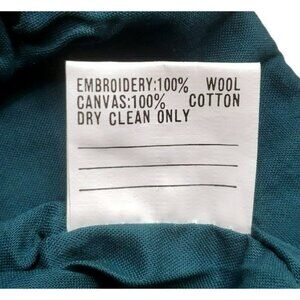 EMBROIDERY:100% WOOL
CANVAS:100% COTTON
DRY CLEAN ONLY